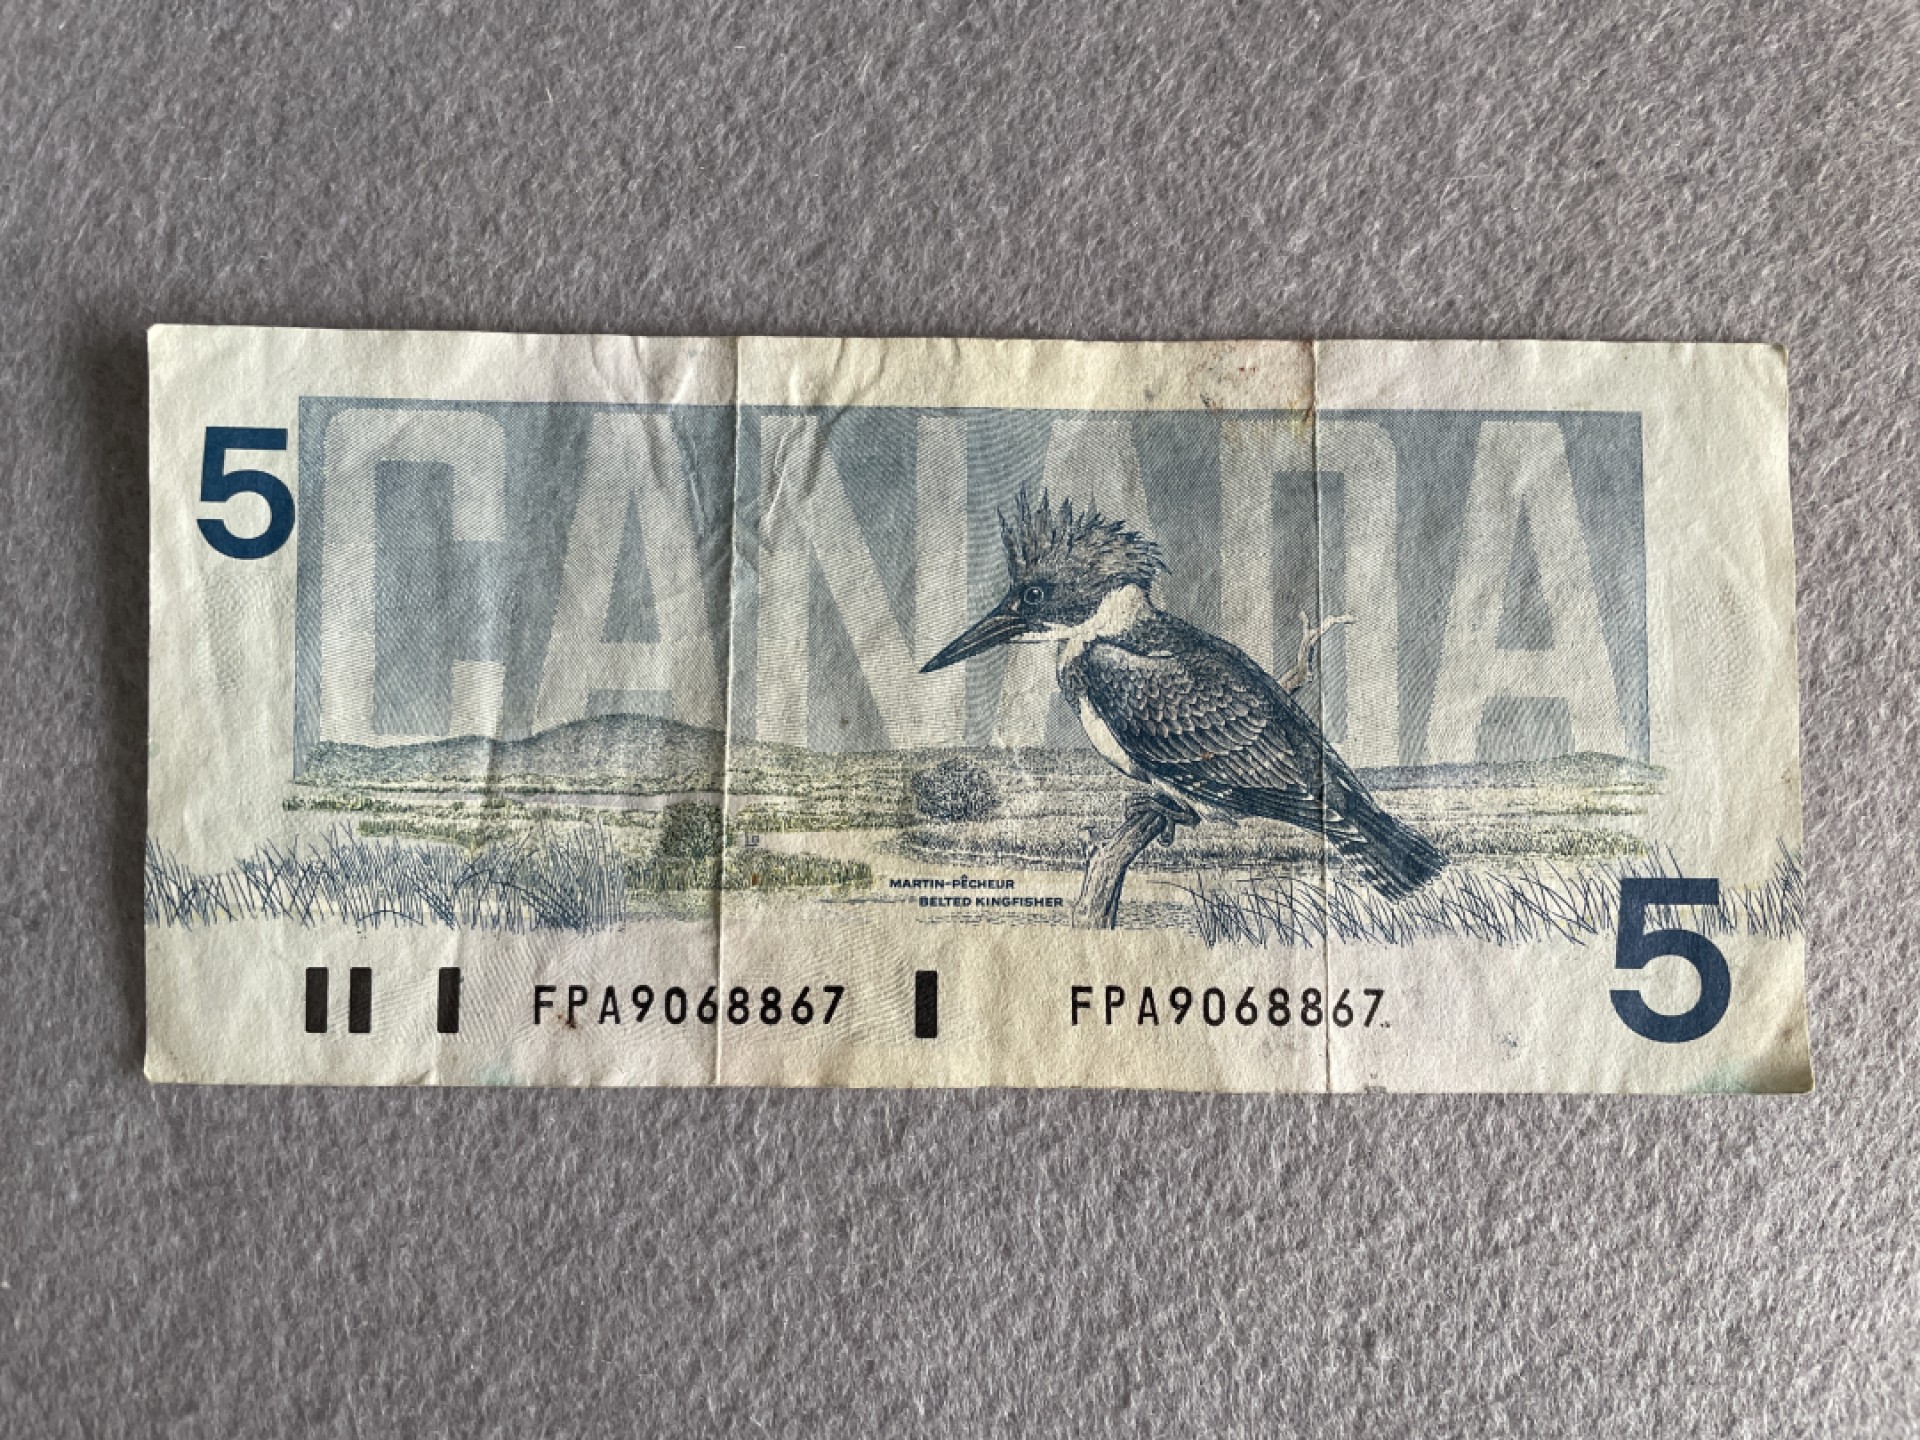 5
CANADA
MARTIN-PÊCHEUR
BELTED KINGFISHER
FPA9068867 FPA9068867
5